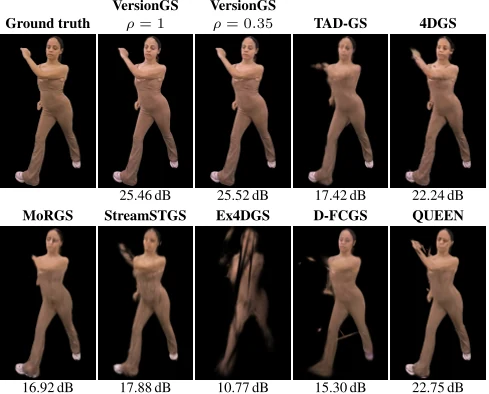 VersionGS VersionGS
Ground truth ρ = 1 ρ = 0.35 TAD-GS 4DGS
25.46 dB 25.52 dB 17.42 dB 22.24 dB
MoRGS StreamSTGS Ex4DGS D-FCGS QUEEN
16.92 dB 17.88 dB 10.77 dB 15.30 dB 22.75 dB